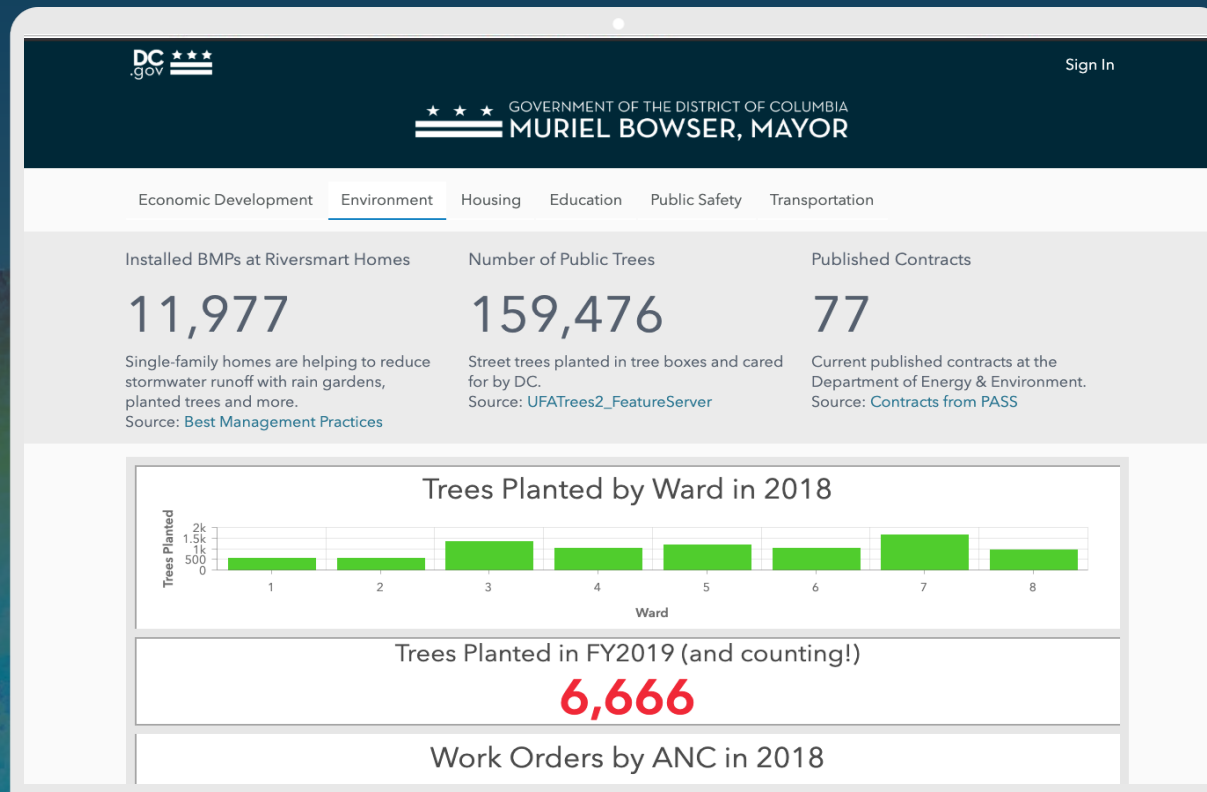 DC
.gov
Sign In
GOVERNMENT OF THE DISTRICT OF COLUMBIA
MURIEL BOWSER, MAYOR
Economic Development Environment Housing Education Public Safety Transportation
Installed BMPs at Riversmart Homes
11,977
Single-family homes are helping to reduce
stormwater runoff with rain gardens,
planted trees and more.
Source: Best Management Practices
Number of Public Trees
159,476
Street trees planted in tree boxes and cared
for by DC.
Source: UFATrees2_FeatureServer
Published Contracts
77
Current published contracts at the
Department of Energy & Environment.
Source: Contracts from PASS
Trees Planted by Ward in 2018
Trees Planted
2k
1.5k
1k
500
0
1 2 3 4 5 6 7 8
Ward
Trees Planted in FY2019 (and counting!)
6,666
Work Orders by ANC in 2018